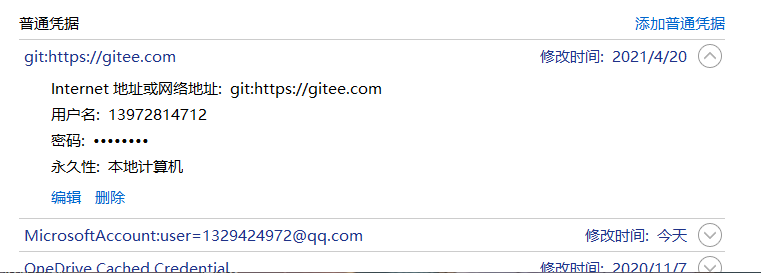 普通凭据 添加普通凭据
git:https://gitee.com 修改时间: 2021/4/20
Internet 地址或网络地址: git:https://gitee.com
用户名: 13972814712
密码: ••••••••
永久性: 本地计算机
编辑 删除
MicrosoftAccount:user=1329424972@qq.com 修改时间: 今天
OneDrive Cached Credential 修改时间: 2020/11/7